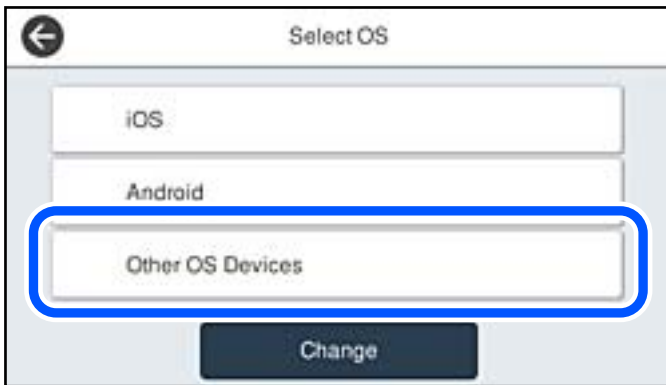 Select OS
iOS
Android
Other OS Devices
Change